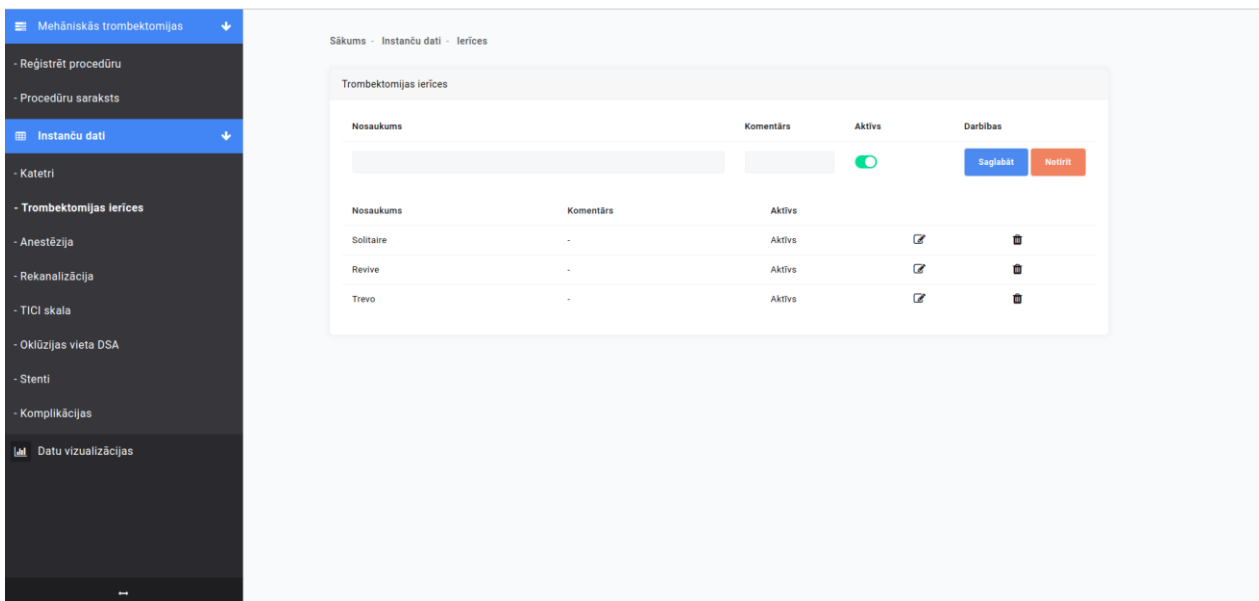 Mehāniskās trombektomijas
- Reģistrēt procedūru
- Procedūru saraksts
Instanču dati
- Katetri
- Trombektomijas ierīces
- Anestēzija
- Rekanalizācija
- TICI skala
- Oklūzijas vieta DSA
- Stenti
- Komplikācijas
Datu vizualizācijas
Sākums - Instanču dati - Ierīces
Trombektomijas ierīces
Nosaukums Komentārs Aktīvs Darbības
Saglabāt Notīrīt
Nosaukums Komentārs Aktīvs
Solitaire - Aktīvs
Revive - Aktīvs
Trevo - Aktīvs